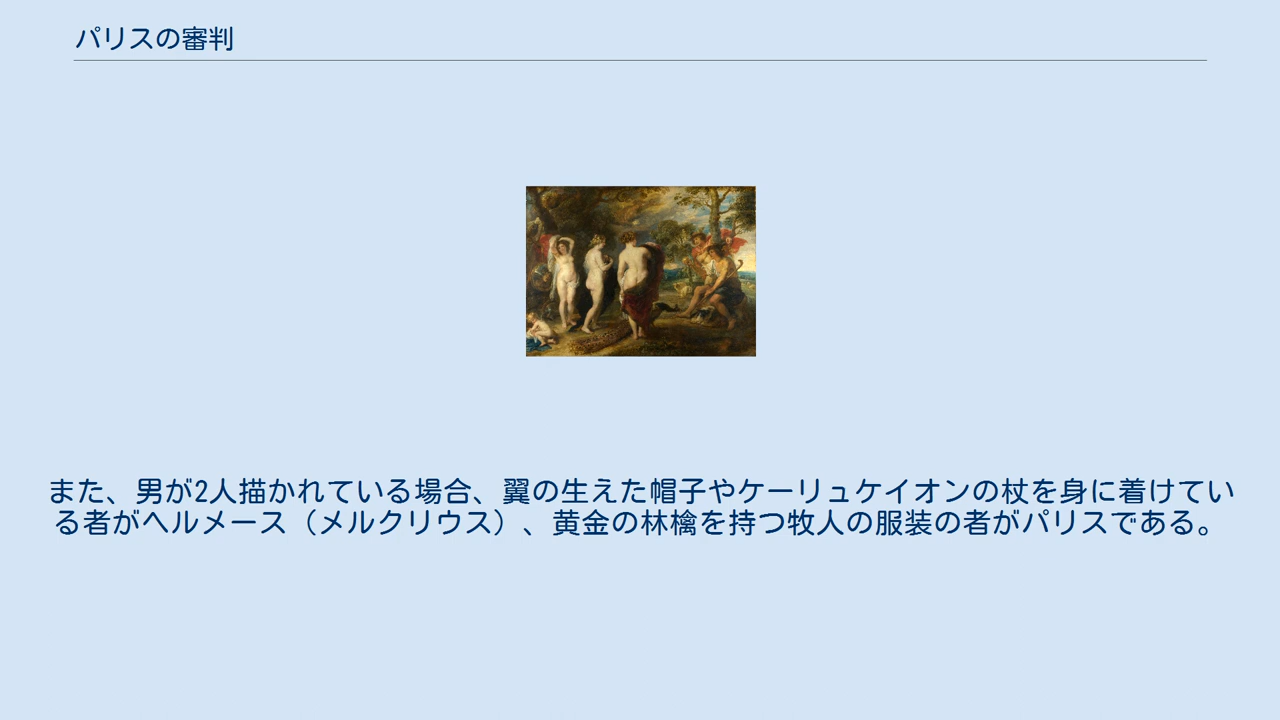 パリスの審判
また、男が2人描かれている場合、翼の生えた帽子やケーリュケイオンの杖を身に着けてい
る者がヘルメース（メルクリウス）、黄金の林檎を持つ牧人の服装の者がパリスである。